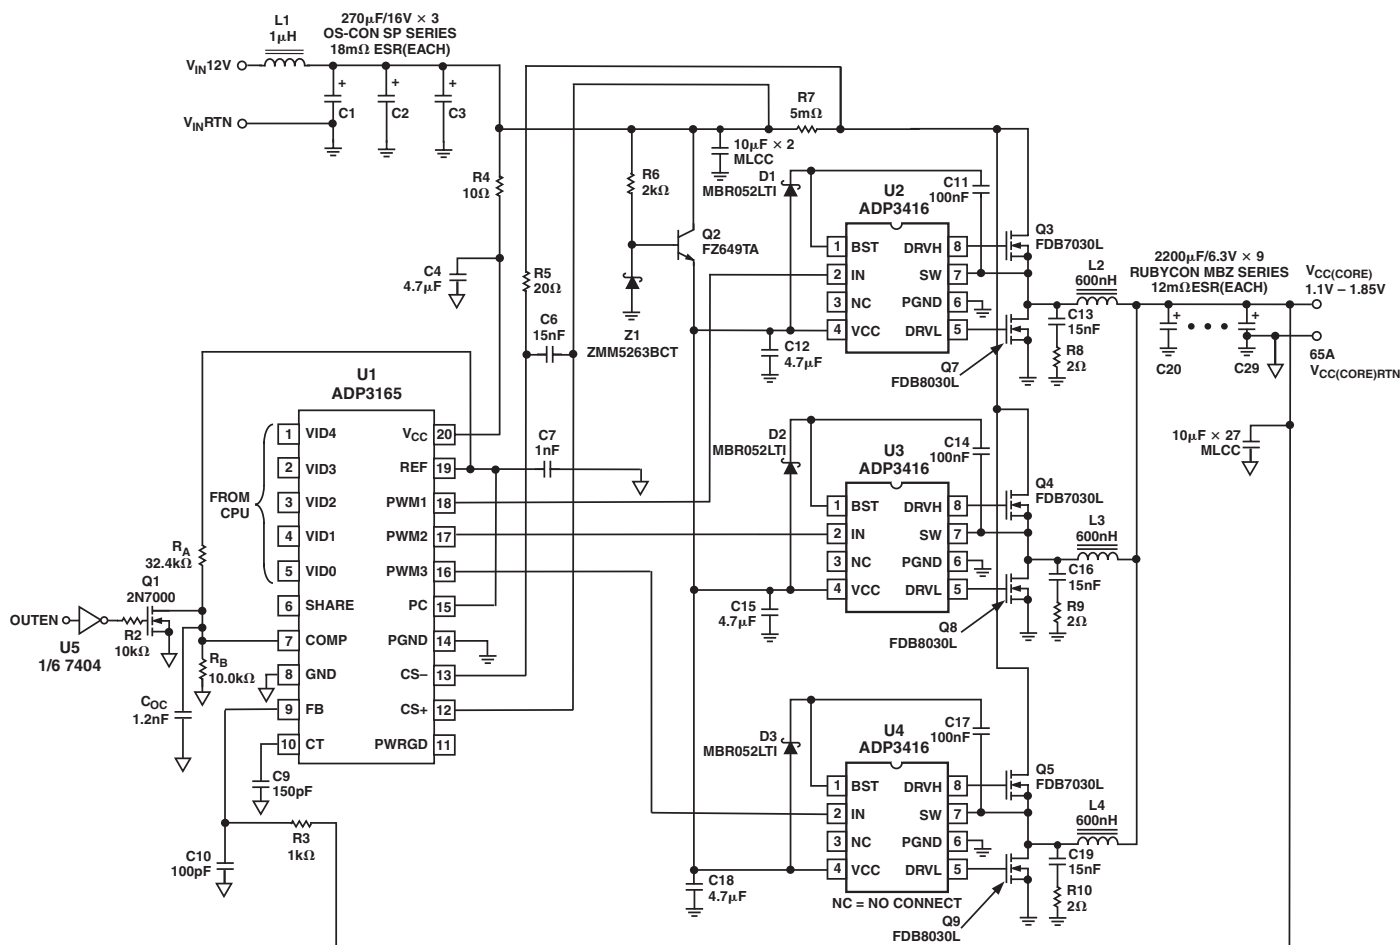 L1
1μH
270μF/16V × 3
OS-CON SP SERIES
18mΩ ESR(EACH)
VIN12V
+
C1
+
C2
+
C3
VINRTN
R7
5mΩ
10μF × 2
MLCC
R4
10Ω
R6
2kΩ
D1
MBR052LTI
C11
100nF
U2
ADP3416
Q2
FZ649TA
Q3
FDB7030L
1 BST DRVH 8
2 IN SW 7
3 NC PGND 6
4 VCC DRVL 5
C4
4.7μF
R5
20Ω
C6
15nF
Z1
ZMM5263BCT
C12
4.7μF
Q7
FDB8030L
L2
600nH
C13
15nF
R8
2Ω
2200μF/6.3V × 9
RUBYCON MBZ SERIES
12mΩESR(EACH)
VCC(CORE)
1.1V – 1.85V
+
+
C20
C29
65A
VCC(CORE)RTN
10μF × 27
MLCC
U1
ADP3165
1 VID4 VCC 20
2 VID3 REF 19
3 VID2 PWM1 18
4 VID1 PWM2 17
5 VID0 PWM3 16
6 SHARE PC 15
7 COMP PGND 14
8 GND CS– 13
9 FB CS+ 12
10 CT PWRGD 11
FROM
CPU
C7
1nF
D2
MBR052LTI
C14
100nF
U3
ADP3416
Q4
FDB7030L
1 BST DRVH 8
2 IN SW 7
3 NC PGND 6
4 VCC DRVL 5
L3
600nH
C15
4.7μF
Q8
FDB8030L
C16
15nF
R9
2Ω
RA
32.4kΩ
Q1
2N7000
OUTEN
U5
1/6 7404
R2
10kΩ
RB
10.0kΩ
COC
1.2nF
C9
150pF
R3
1kΩ
C10
100pF
D3
MBR052LTI
C17
100nF
U4
ADP3416
Q5
FDB7030L
1 BST DRVH 8
2 IN SW 7
3 NC PGND 6
4 VCC DRVL 5
L4
600nH
C18
4.7μF
C19
15nF
R10
2Ω
NC = NO CONNECT
Q9
FDB8030L